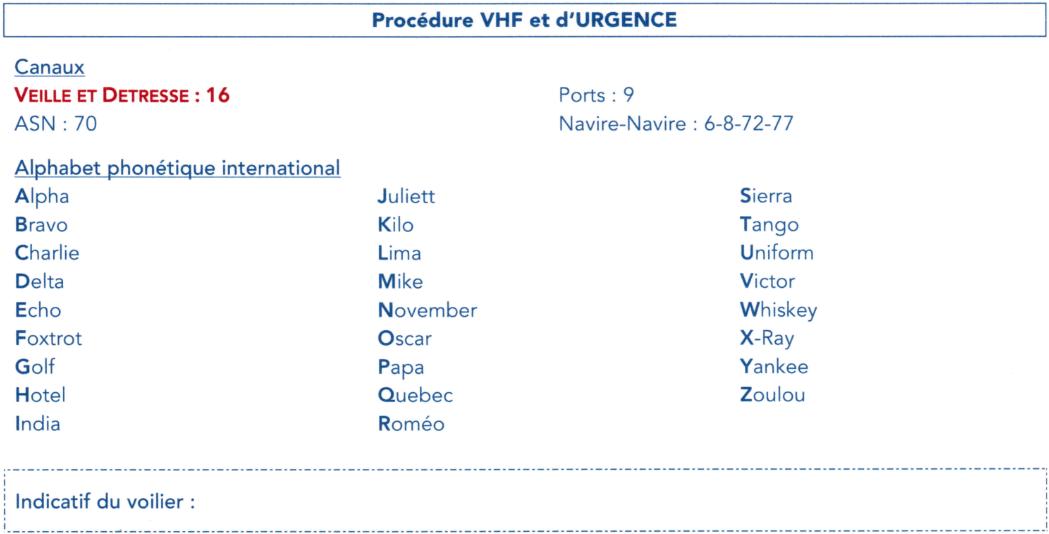 Procédure VHF et d'URGENCE
Canaux
VEILLE ET DETRESSE : 16
Ports : 9
ASN : 70
Navire-Navire : 6-8-72-77
Alphabet phonétique international
Alpha
Bravo
Charlie
Delta
Echo
Foxtrot
Golf
Hotel
India
Juliett
Kilo
Lima
Mike
November
Oscar
Papa
Quebec
Roméo
Sierra
Tango
Uniform
Victor
Whiskey
X-Ray
Yankee
Zoulou
Indicatif du voilier :